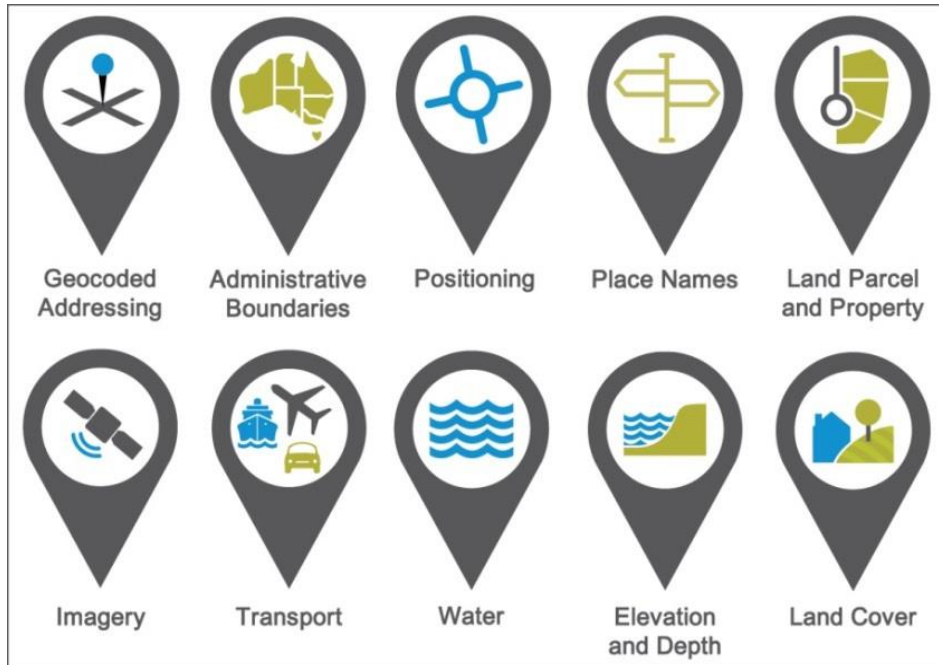 Geocoded
Addressing
Administrative
Boundaries
Positioning
Place Names
Land Parcel
and Property
Imagery
Transport
Water
Elevation
and Depth
Land Cover